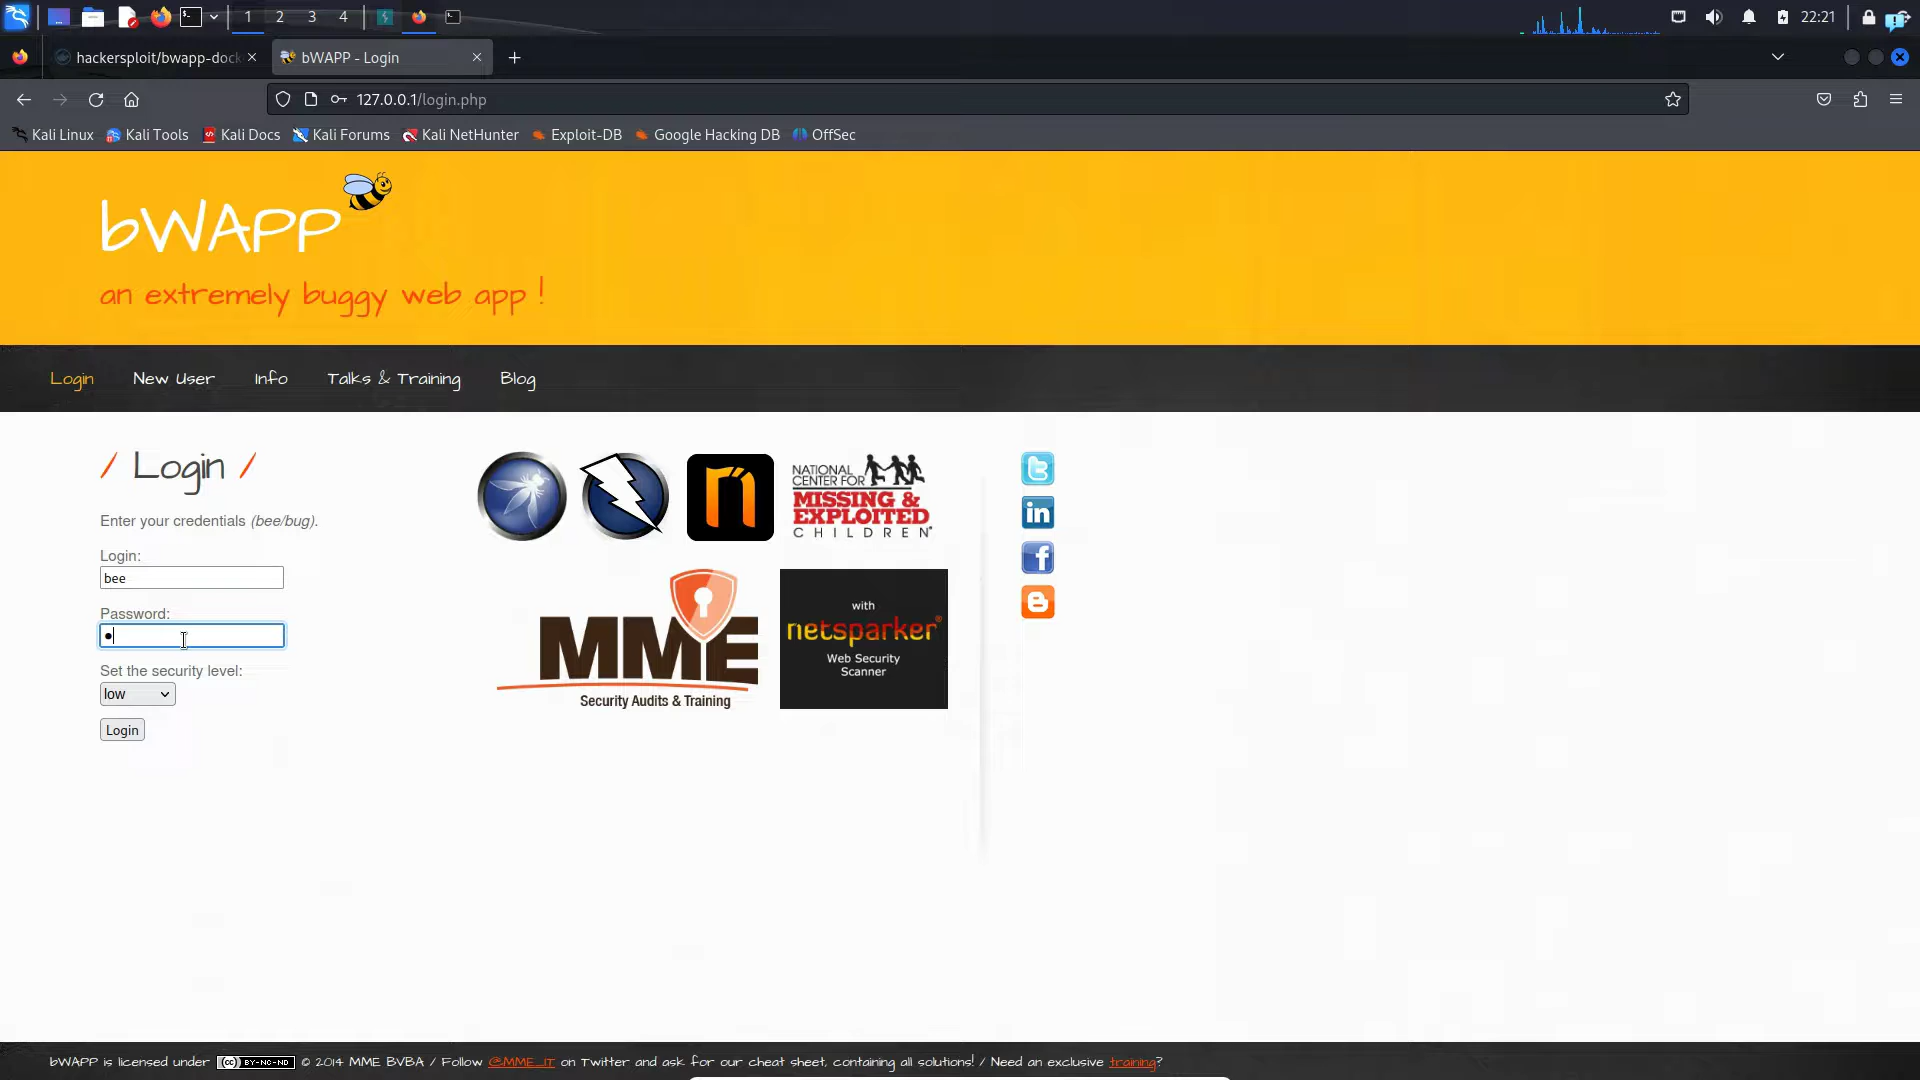 1 2 3 4 22:21
hackersploit/bwapp-dock bWAPP - Login
127.0.0.1/login.php
Kali Linux Kali Tools Kali Docs Kali Forums Kali NetHunter Exploit-DB Google Hacking DB OffSec
bWAPP
an extremely buggy web app !
Login New User Info Talks & Training Blog
/ Login /
Enter your credentials (bee/bug).
Login:
bee
Password:
Set the security level:
low
Login
NATIONAL
CENTER FOR
MISSING &
EXPLOITED
CHILDREN®
MME
Security Audits & Training
with
netsparker®
Web Security
Scanner
bWAPP is licensed under (cc) BY-NC-ND © 2014 MME BVBA / Follow @MME_IT on Twitter and ask for our cheat sheet, containing all solutions! / Need an exclusive training?